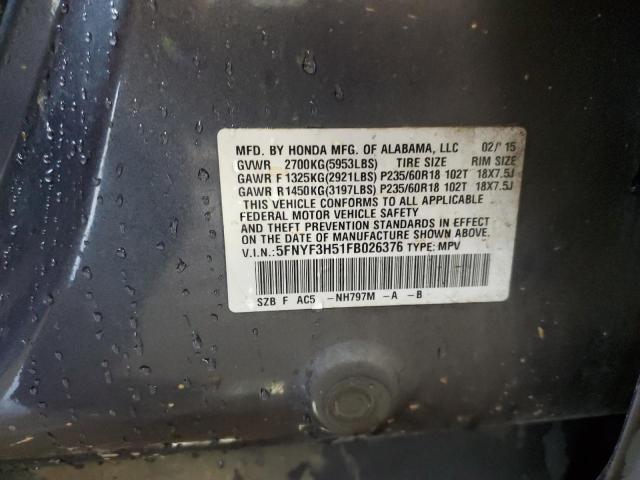 MFD. BY HONDA MFG. OF ALABAMA, LLC 02/'15
GVWR 2700KG(5953LBS) TIRE SIZE RIM SIZE
GAWR F 1325KG(2921LBS) P235/60R18 102T 18X7.5J
GAWR R1450KG(3197LBS) P235/60R18 102T 18X7.5J
THIS VEHICLE CONFORMS TO ALL APPLICABLE
FEDERAL MOTOR VEHICLE SAFETY
AND THEFT PREVENTION STANDARDS IN EFFECT
ON THE DATE OF MANUFACTURE SHOWN ABOVE.
V.I.N.:5FNYF3H51FB026376 TYPE: MPV
SZB F AC5 -NH797M -A -B